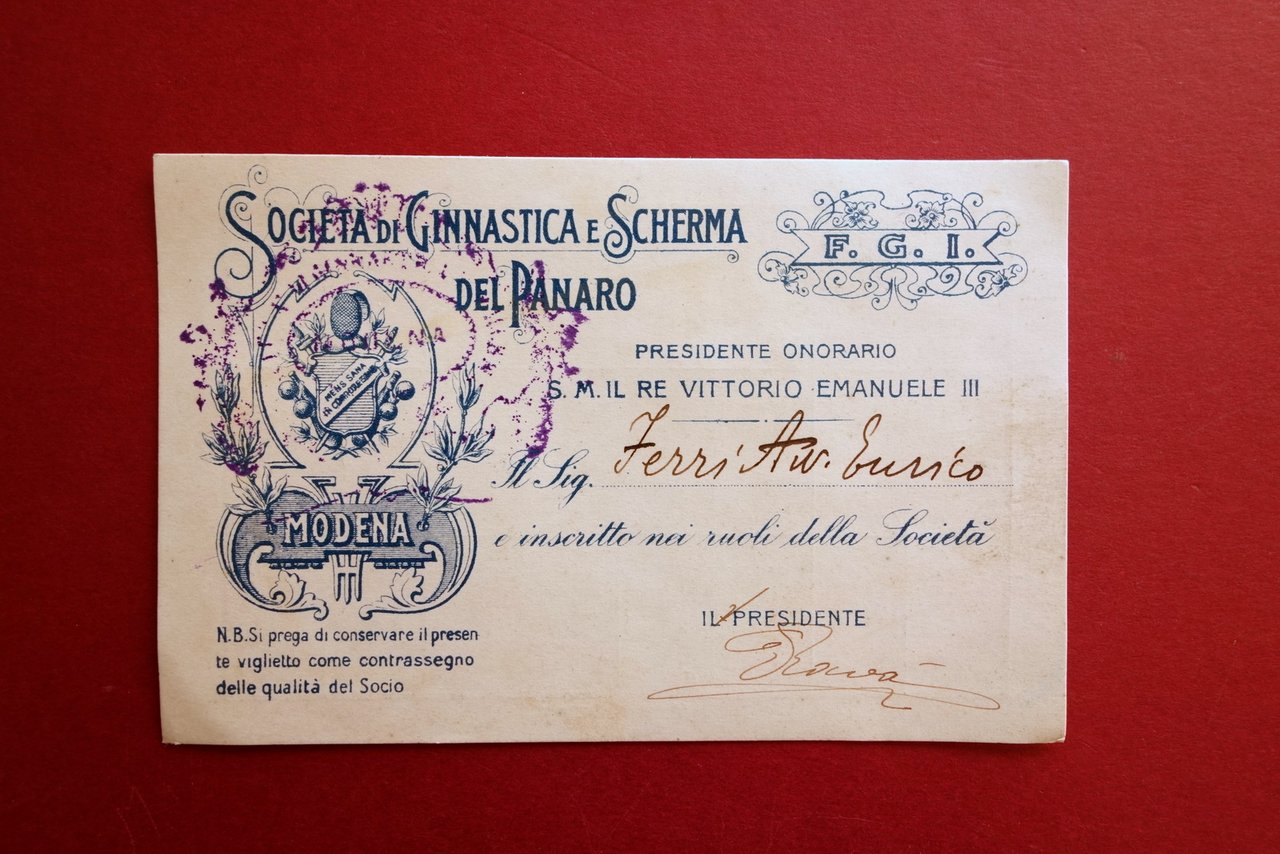 SOCIETÀ DI GINNASTICA E SCHERMA
DEL PANARO
F. G. I.
MENS SANA
IN CORPORE SANO
MODENA
PRESIDENTE ONORARIO
S. M. IL RE VITTORIO EMANUELE III
Il Sig. Ferri Avv. Enrico
è inscritto nei ruoli della Società
IL PRESIDENTE
N.B. Si prega di conservare il presen
te viglietto come contrassegno
delle qualità del Socio